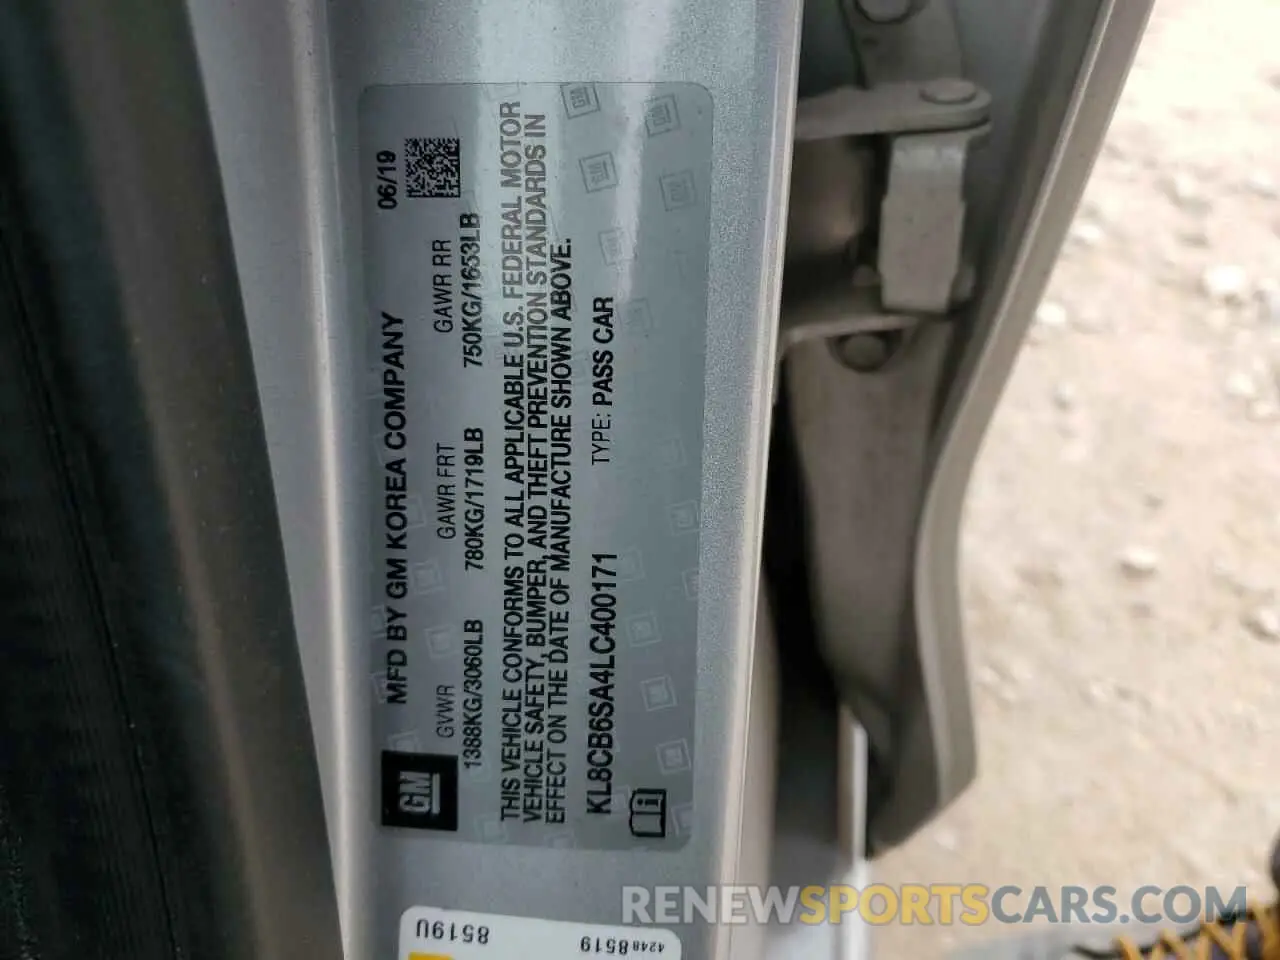 MFD BY GM KOREA COMPANY 06/19
GM
GVWR GAWR FRT GAWR RR
1388KG/3060LB 780KG/1719LB 750KG/1653LB
THIS VEHICLE CONFORMS TO ALL APPLICABLE U.S. FEDERAL MOTOR
VEHICLE SAFETY, BUMPER, AND THEFT PREVENTION STANDARDS IN
EFFECT ON THE DATE OF MANUFACTURE SHOWN ABOVE.
KL8CB6SA4LC400171 TYPE: PASS CAR
8519U
42488519
RENEWSPORTSCARS.COM